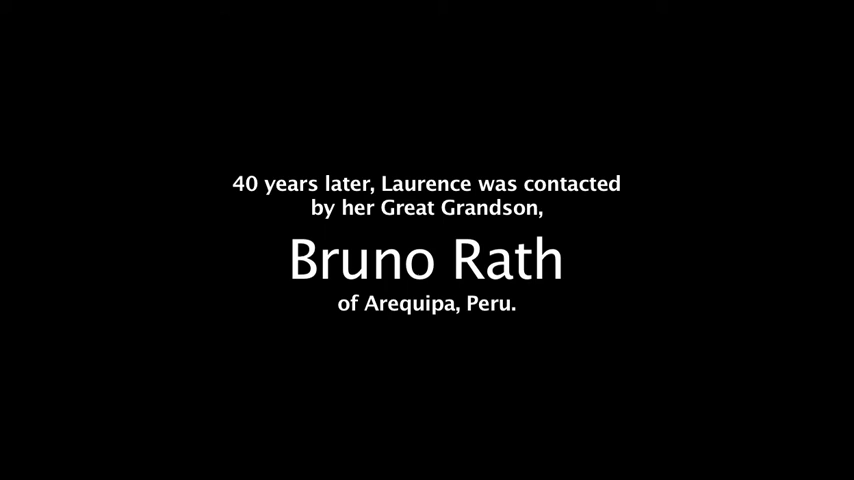 40 years later, Laurence was contacted
by her Great Grandson,
Bruno Rath
of Arequipa, Peru.